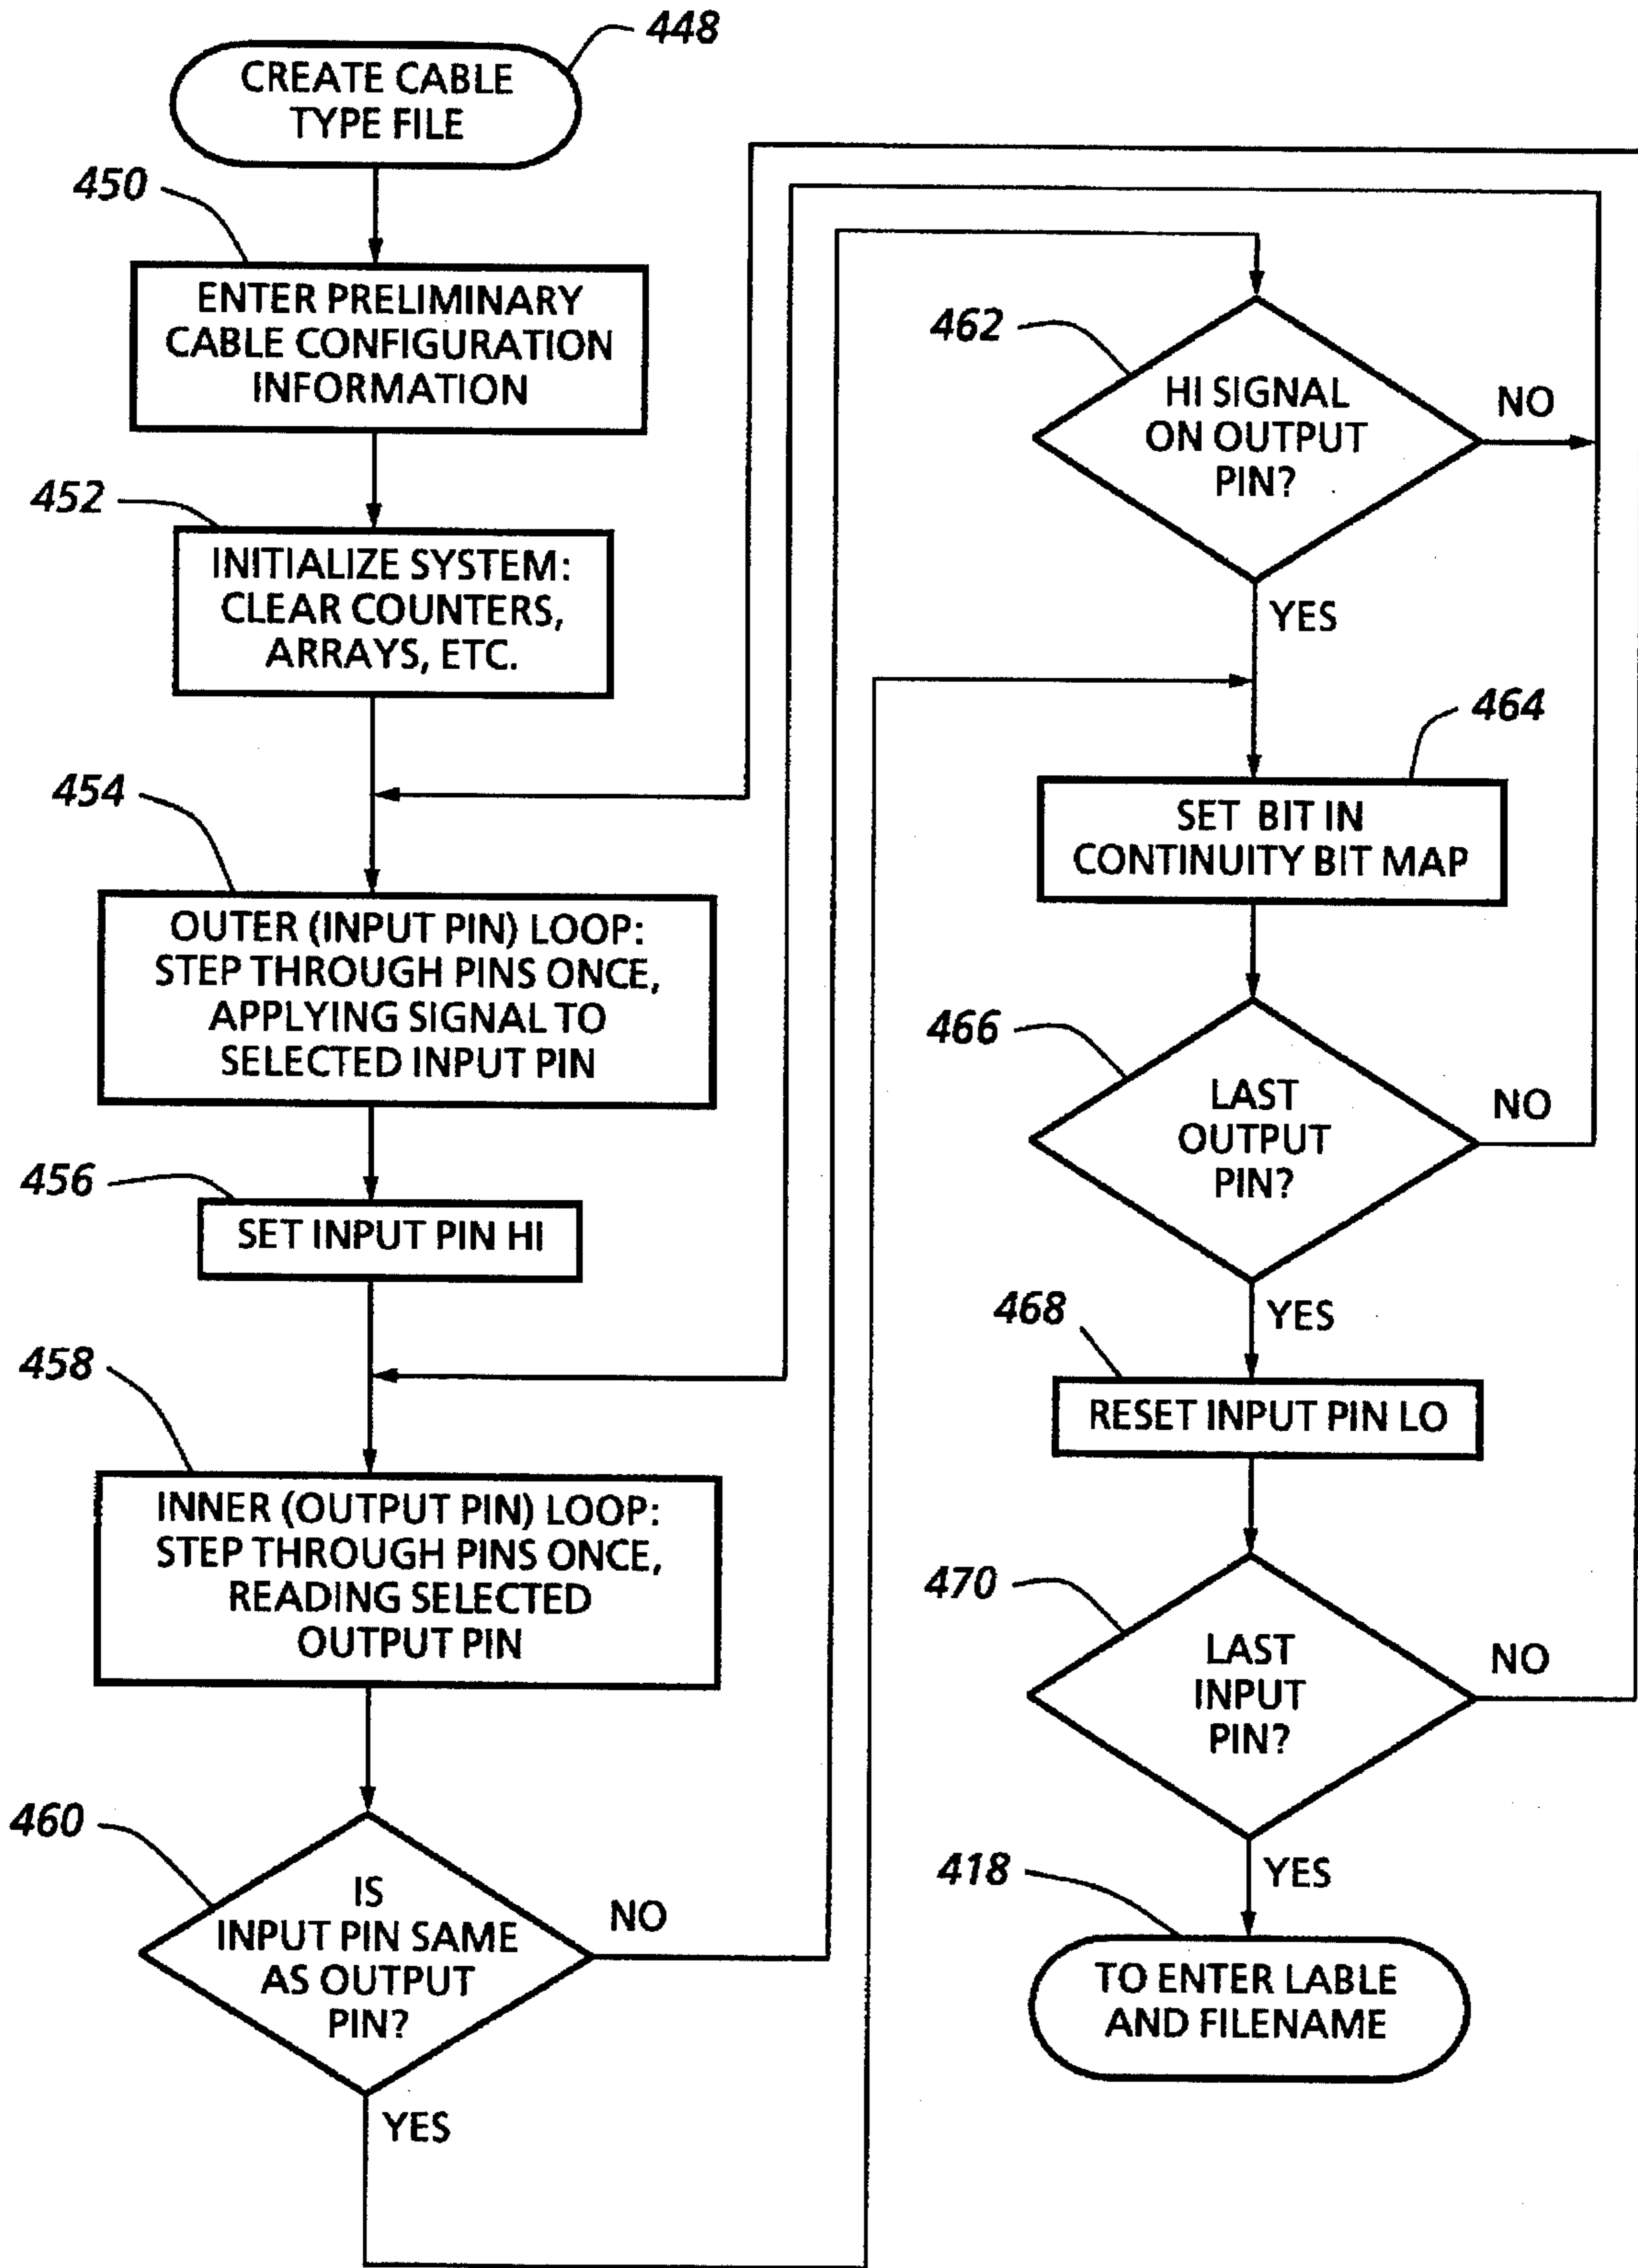 448
CREATE CABLE
TYPE FILE
450
ENTER PRELIMINARY
CABLE CONFIGURATION
INFORMATION
452
INITIALIZE SYSTEM:
CLEAR COUNTERS,
ARRAYS, ETC.
454
OUTER (INPUT PIN) LOOP:
STEP THROUGH PINS ONCE,
APPLYING SIGNAL TO
SELECTED INPUT PIN
456
SET INPUT PIN HI
458
INNER (OUTPUT PIN) LOOP:
STEP THROUGH PINS ONCE,
READING SELECTED
OUTPUT PIN
460
IS
INPUT PIN SAME
AS OUTPUT
PIN?
NO
YES
462
HI SIGNAL
ON OUTPUT
PIN?
NO
YES
464
SET BIT IN
CONTINUITY BIT MAP
466
LAST
OUTPUT
PIN?
NO
YES
468
RESET INPUT PIN LO
470
LAST
INPUT
PIN?
NO
YES
418
TO ENTER LABLE
AND FILENAME